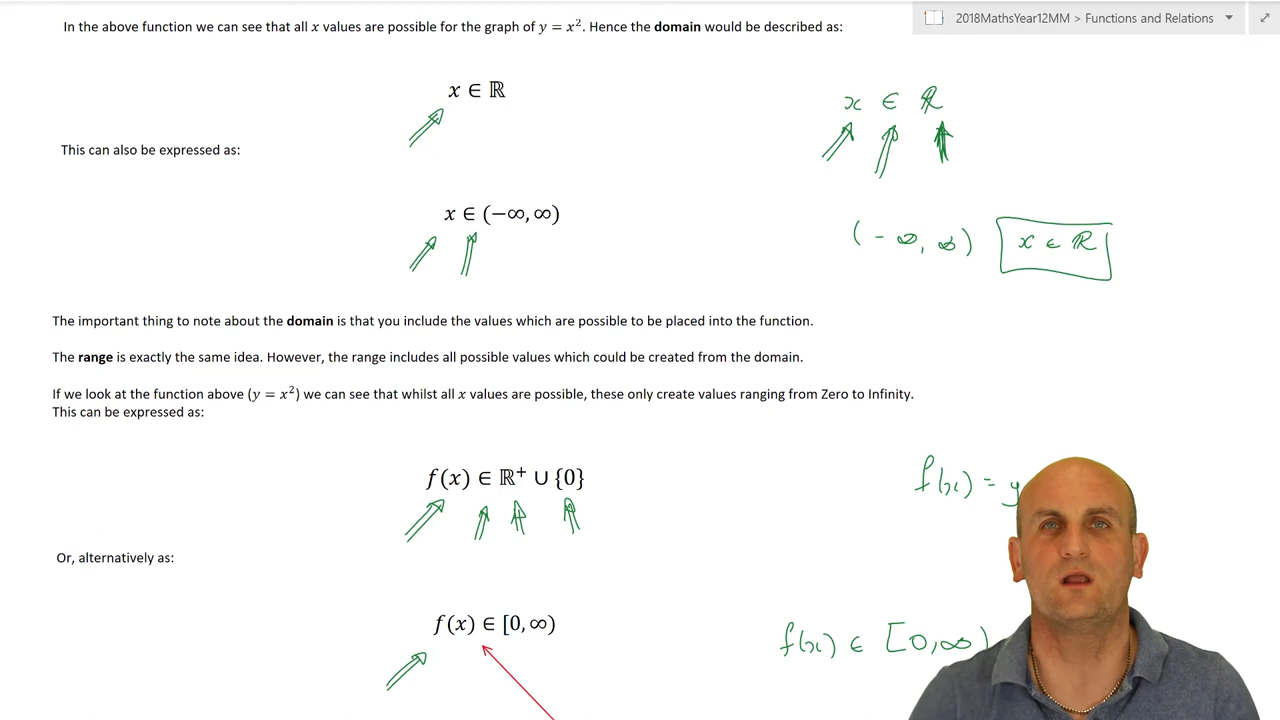 2018MathsYear12MM > Functions and Relations
In the above function we can see that all x values are possible for the graph of y = x². Hence the domain would be described as:
x ∈ ℝ
x ∈ ℝ
This can also be expressed as:
x ∈ (−∞, ∞)
(-∞, ∞) x ∈ ℝ
The important thing to note about the domain is that you include the values which are possible to be placed into the function.
The range is exactly the same idea. However, the range includes all possible values which could be created from the domain.
If we look at the function above (y = x²) we can see that whilst all x values are possible, these only create values ranging from Zero to Infinity.
This can be expressed as:
f(x) ∈ ℝ⁺ ∪ {0}
f(x) = y
Or, alternatively as:
f(x) ∈ [0, ∞)
f(x) ∈ [0,∞)